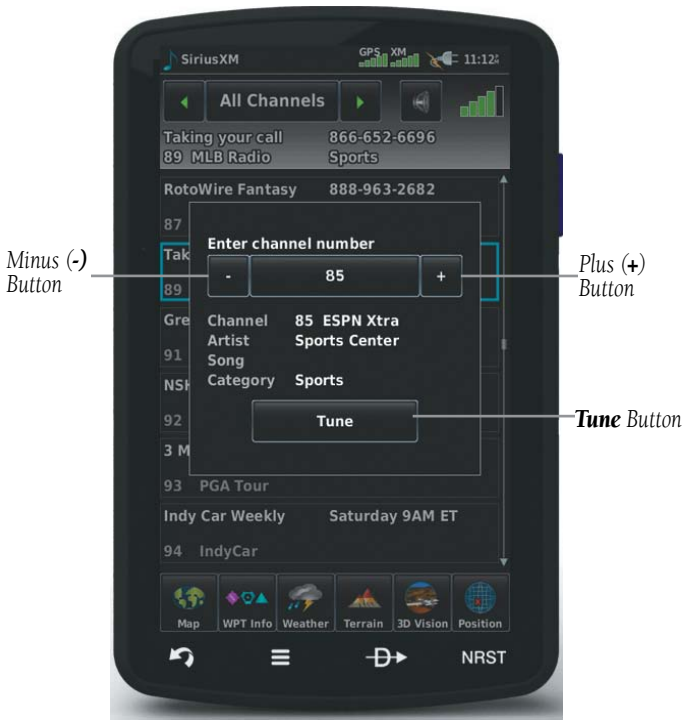 SiriusXM GPS XM 11:12
All Channels
Taking your call 866-652-6696
89 MLB Radio Sports
RotoWire Fantasy 888-963-2682
87
Enter channel number
Minus (-)
Button
Tak
- 85 +
Plus (+)
Button
89
Gre
Channel 85 ESPN Xtra
Artist Sports Center
91
Song
NSH
Category Sports
92
Tune
Tune Button
3 M
93 PGA Tour
Indy Car Weekly Saturday 9AM ET
94 IndyCar
Map WPT Info Weather Terrain 3D Vision Position
D NRST